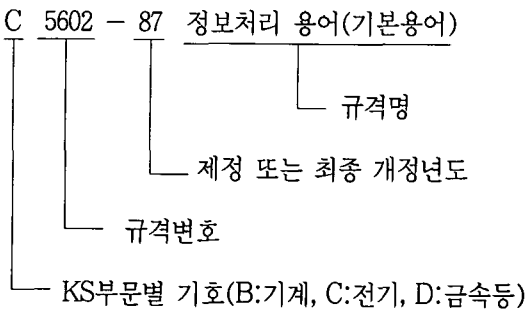 C 5602 - 87 정보처리 용어(기본용어)
규격명
제정 또는 최종 개정년도
규격변호
KS부문별 기호(B:기계, C:전기, D:금속등)